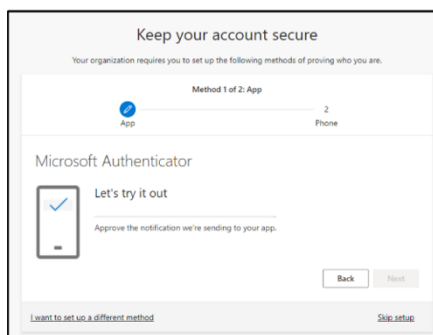 Keep your account secure
Your organization requires you to set up the following methods of proving who you are.
Method 1 of 2: App
App
2
Phone
Microsoft Authenticator
Let's try it out
Approve the notification we're sending to your app.
Back Next
I want to set up a different method Skip setup